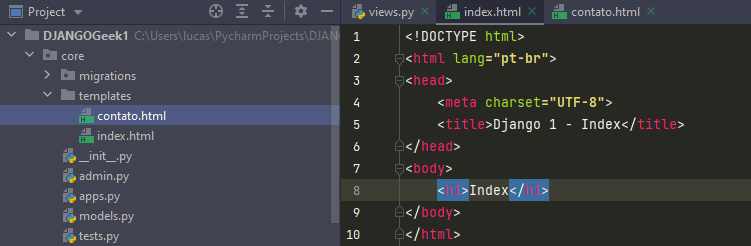 Project
DJANGOGeek1 C:\Users\lucas\PycharmProjects\DJANG
core
migrations
templates
contato.html
index.html
__init__.py
admin.py
apps.py
models.py
tests.py
views.py index.html contato.html
1 <!DOCTYPE html>
2 <html lang="pt-br">
3 <head>
4 <meta charset="UTF-8">
5 <title>Django 1 - Index</title>
6 </head>
7 <body>
8 <h1>Index</h1>
9 </body>
10 </html>